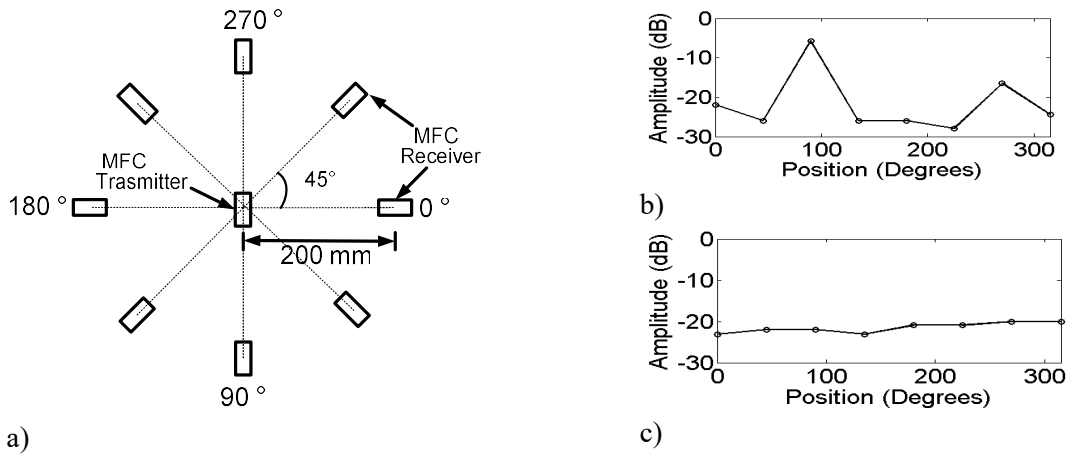 270 °
MFC
Receiver
MFC
Trasmitter
45°
180 °
0 °
200 mm
90 °
a)
Amplitude (dB)
0
-10
-20
-30
0
100
200
300
Position (Degrees)
b)
Amplitude (dB)
0
-10
-20
-30
0
100
200
300
Position (Degrees)
c)